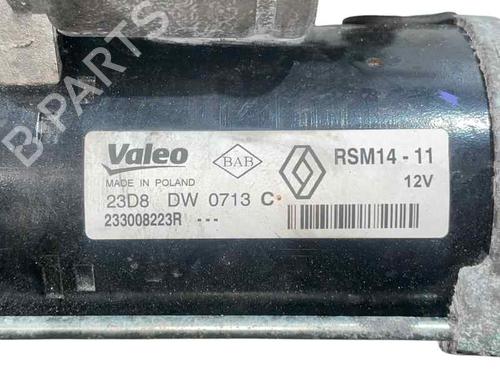 Valeo BAB RSM14 - 11
MADE IN POLAND 12V
23D8 DW 0713 C
233008223R ---
B-PARTS